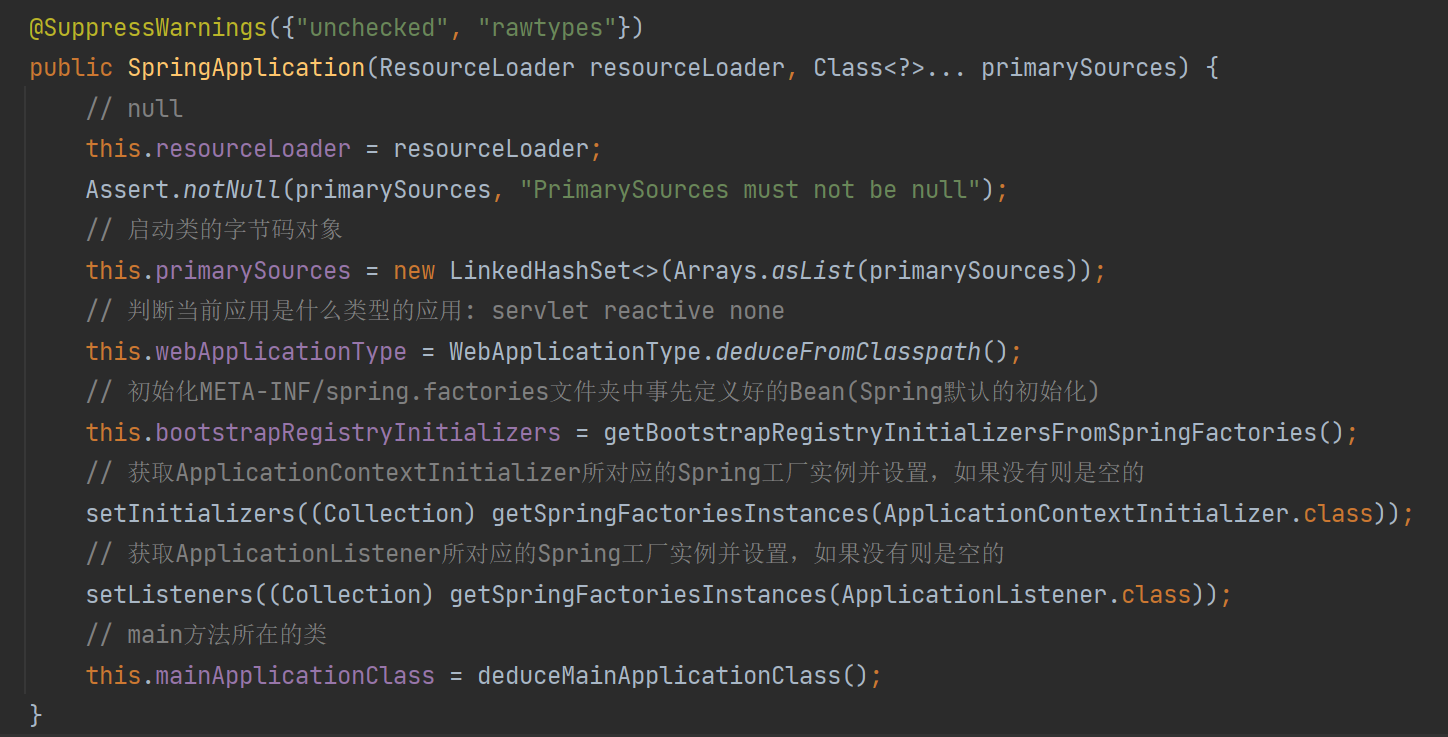 @SuppressWarnings({"unchecked", "rawtypes"})
public SpringApplication(ResourceLoader resourceLoader, Class<?>... primarySources) {
    // null
    this.resourceLoader = resourceLoader;
    Assert.notNull(primarySources, "PrimarySources must not be null");
    // 启动类的字节码对象
    this.primarySources = new LinkedHashSet<>(Arrays.asList(primarySources));
    // 判断当前应用是什么类型的应用: servlet reactive none
    this.webApplicationType = WebApplicationType.deduceFromClasspath();
    // 初始化META-INF/spring.factories文件夹中事先定义好的Bean(Spring默认的初始化)
    this.bootstrapRegistryInitializers = getBootstrapRegistryInitializersFromSpringFactories();
    // 获取ApplicationContextInitializer所对应的Spring工厂实例并设置，如果没有则是空的
    setInitializers((Collection) getSpringFactoriesInstances(ApplicationContextInitializer.class));
    // 获取ApplicationListener所对应的Spring工厂实例并设置，如果没有则是空的
    setListeners((Collection) getSpringFactoriesInstances(ApplicationListener.class));
    // main方法所在的类
    this.mainApplicationClass = deduceMainApplicationClass();
}